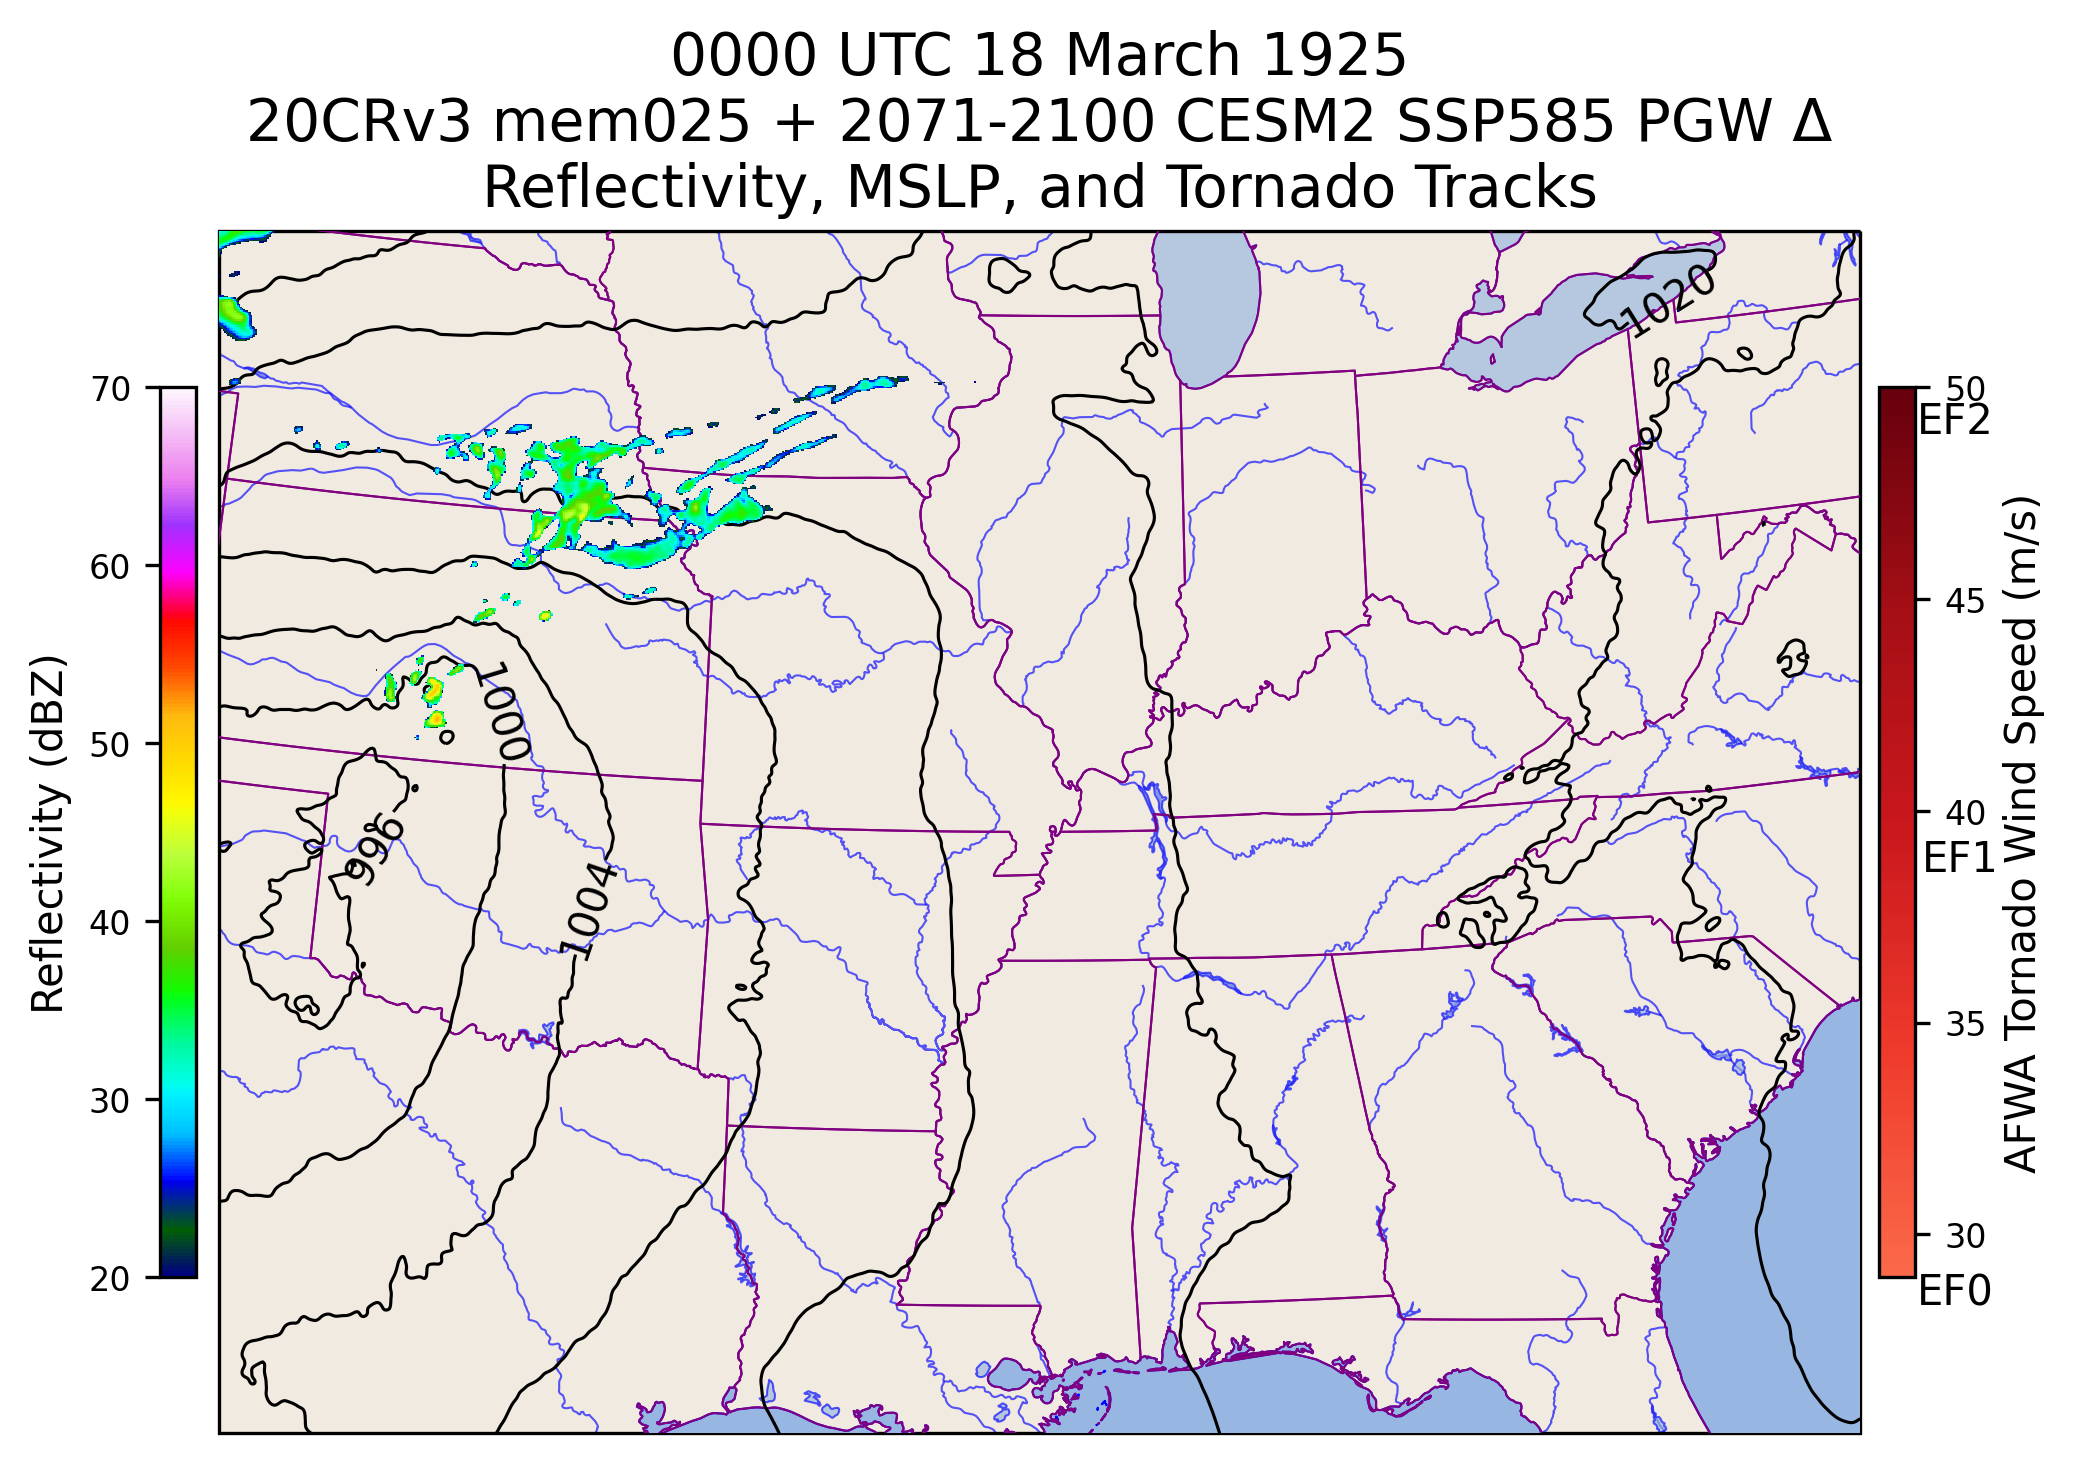 0000 UTC 18 March 1925
20CRv3 mem025 + 2071-2100 CESM2 SSP585 PGW Δ
Reflectivity, MSLP, and Tornado Tracks
70
60
50
40
30
20
Reflectivity (dBZ)
1020
1000
996
1004
50
EF2
45
40
EF1
35
30
EF0
AFWA Tornado Wind Speed (m/s)